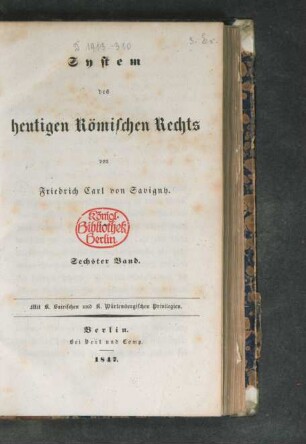 System
des
heutigen Römischen Rechts
von
Friedrich Carl von Savigny.
Königl.
Bibliothek
Berlin.
Sechster Band.
Mit K. Bairischen und K. Würtembergischen Privilegien.
Berlin.
Bei Veit und Comp.
1847.